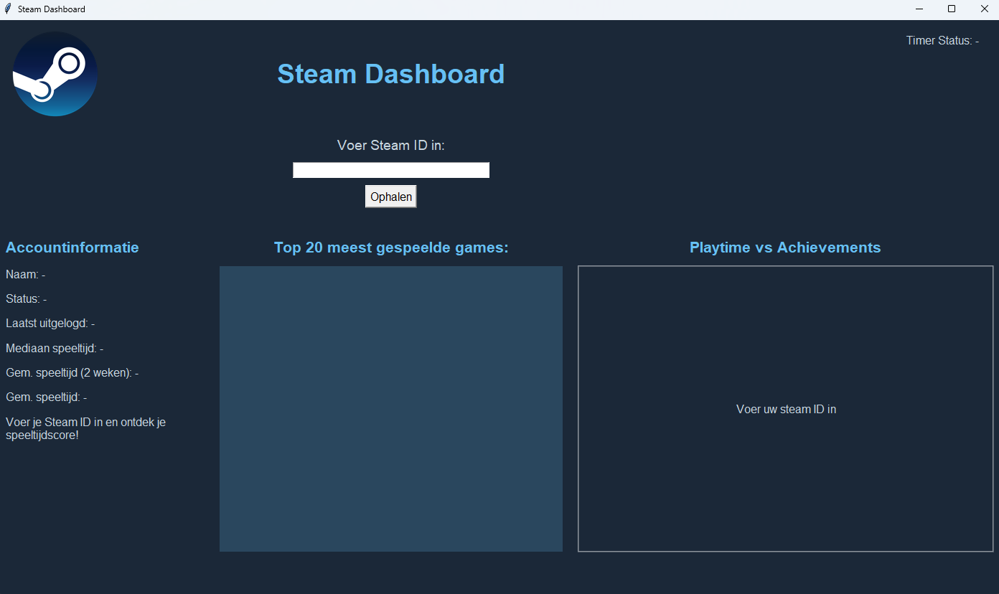 Steam Dashboard
Timer Status: -
Steam Dashboard
Voer Steam ID in:
Ophalen
Accountinformatie
Naam: -
Status: -
Laatst uitgelogd: -
Mediaan speeltijd: -
Gem. speeltijd (2 weken): -
Gem. speeltijd: -
Voer je Steam ID in en ontdek je
speeltijdscore!
Top 20 meest gespeelde games:
Playtime vs Achievements
Voer uw steam ID in